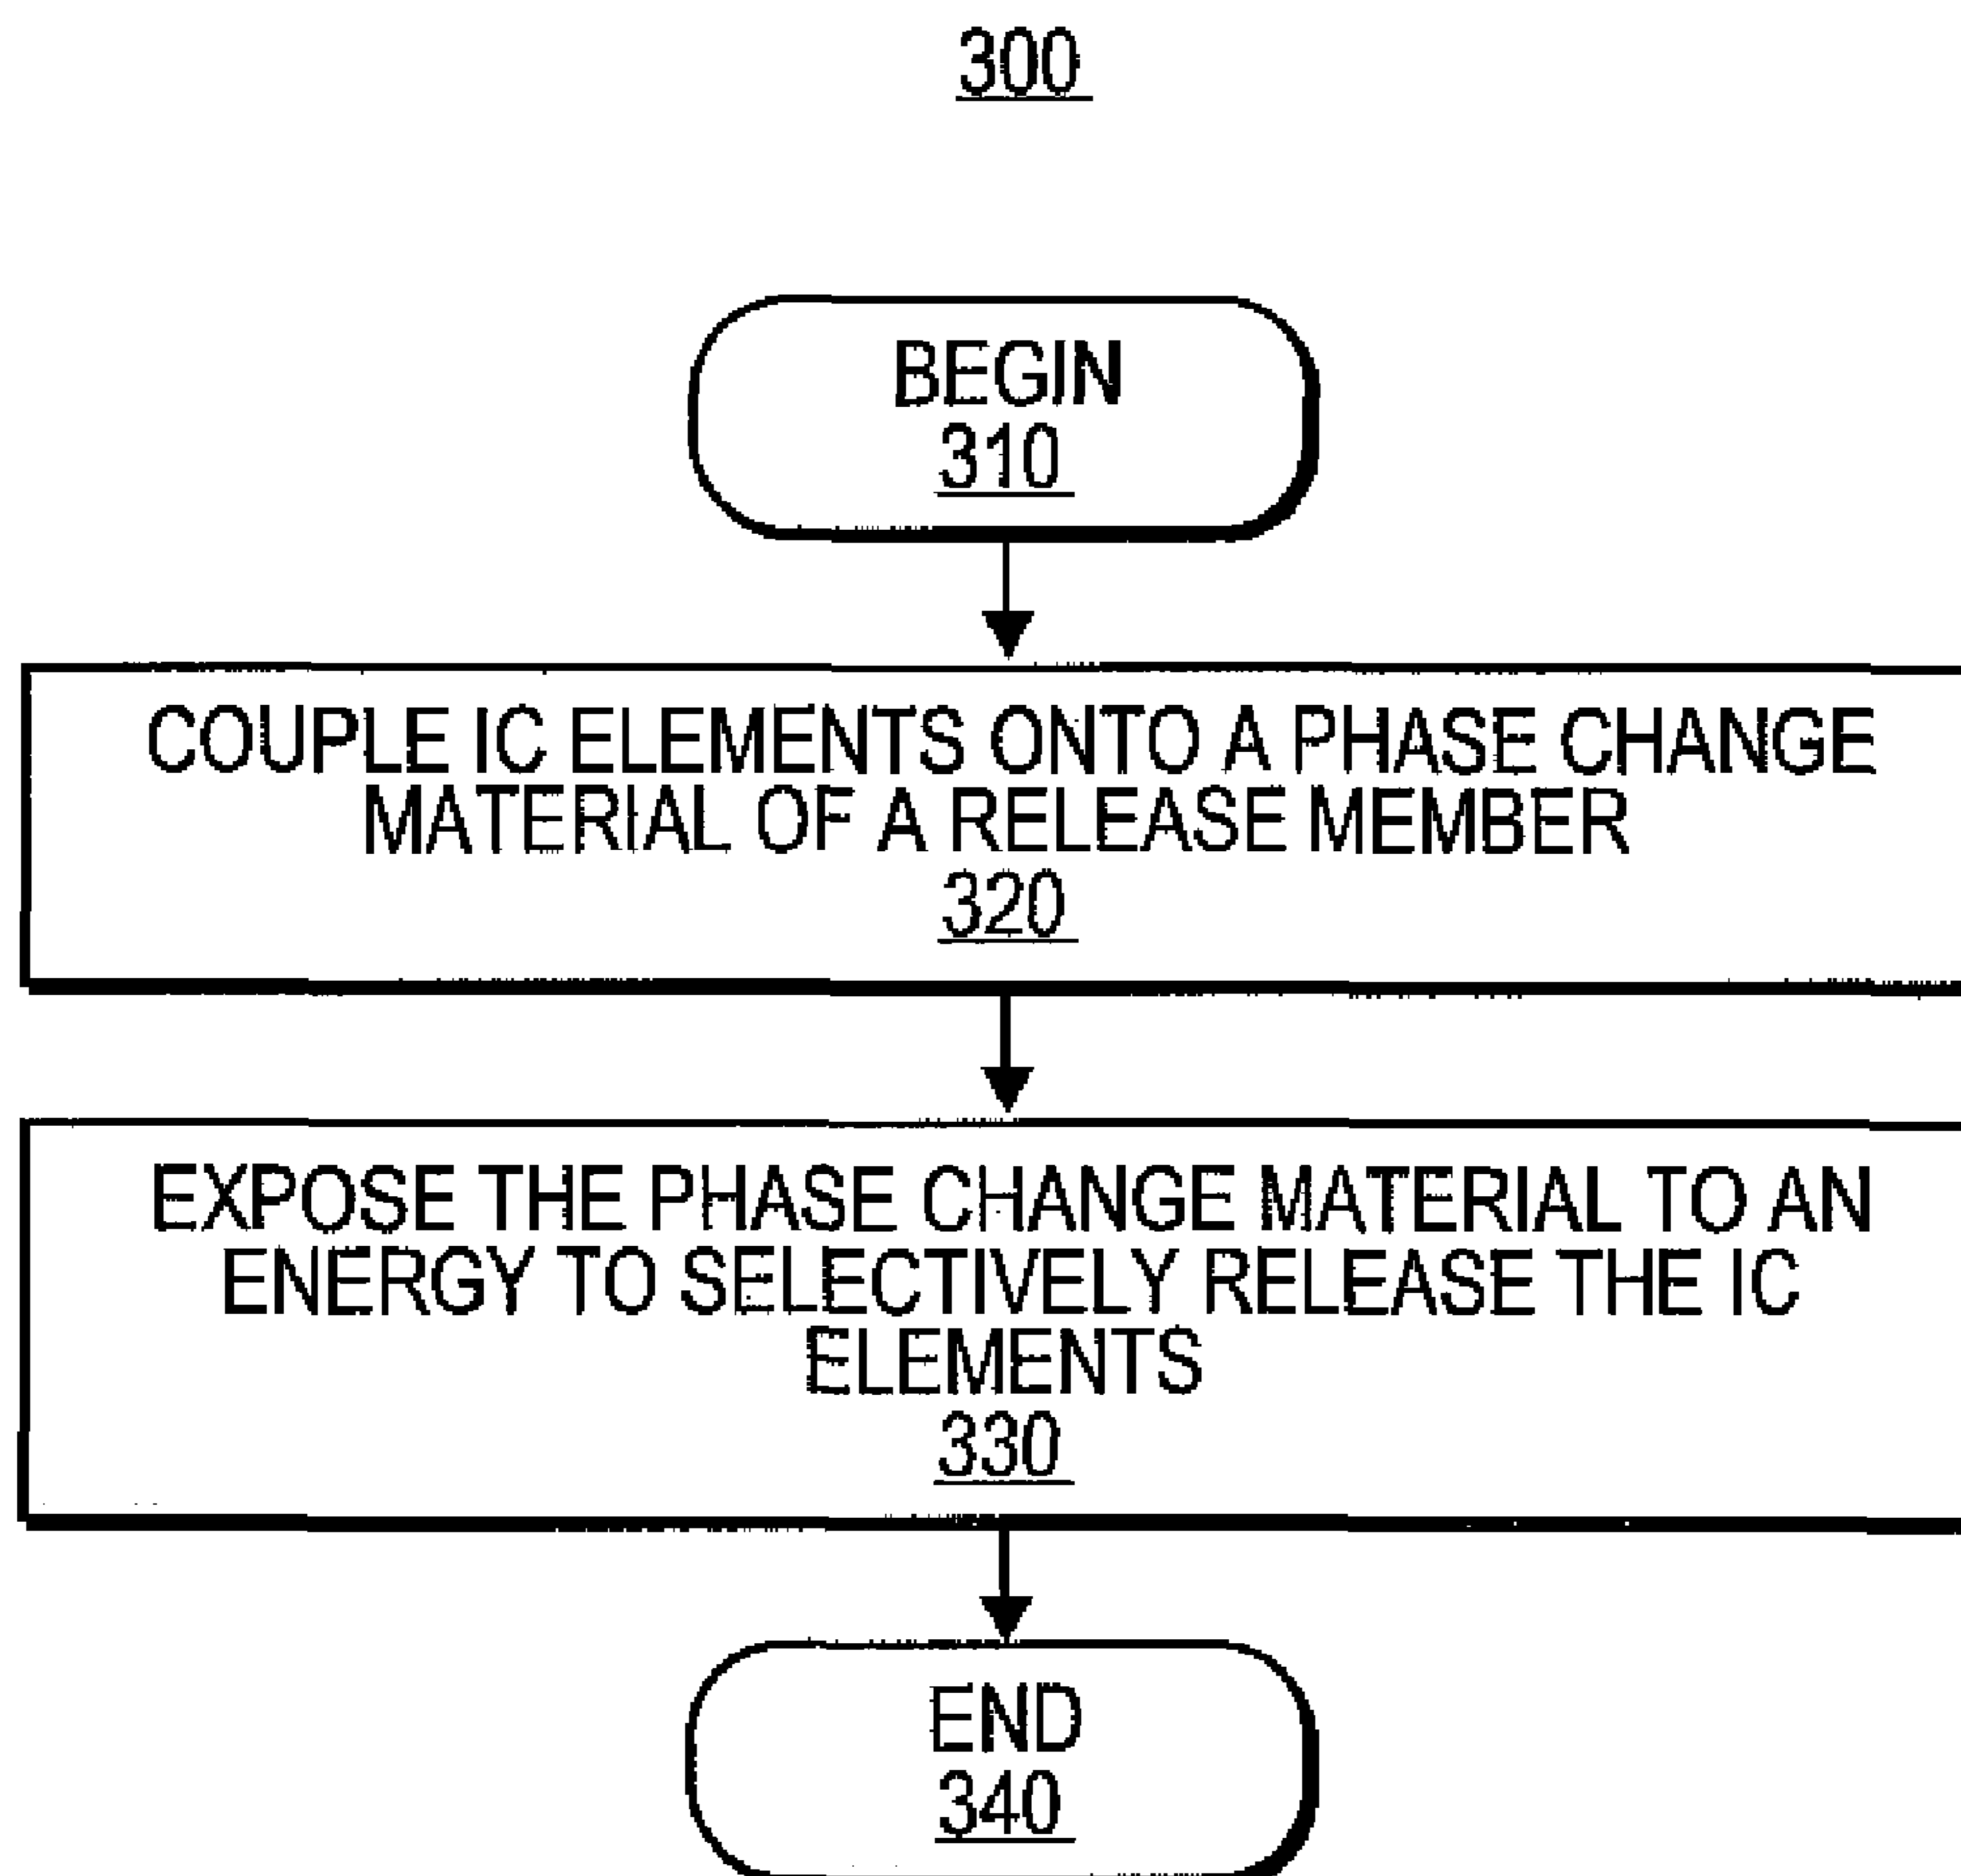 300
BEGIN
310
COUPLE IC ELEMENTS ONTO A PHASE CHANGE
MATERIAL OF A RELEASE MEMBER
320
EXPOSE THE PHASE CHANGE MATERIAL TO AN
ENERGY TO SELECTIVELY RELEASE THE IC
ELEMENTS
330
END
340